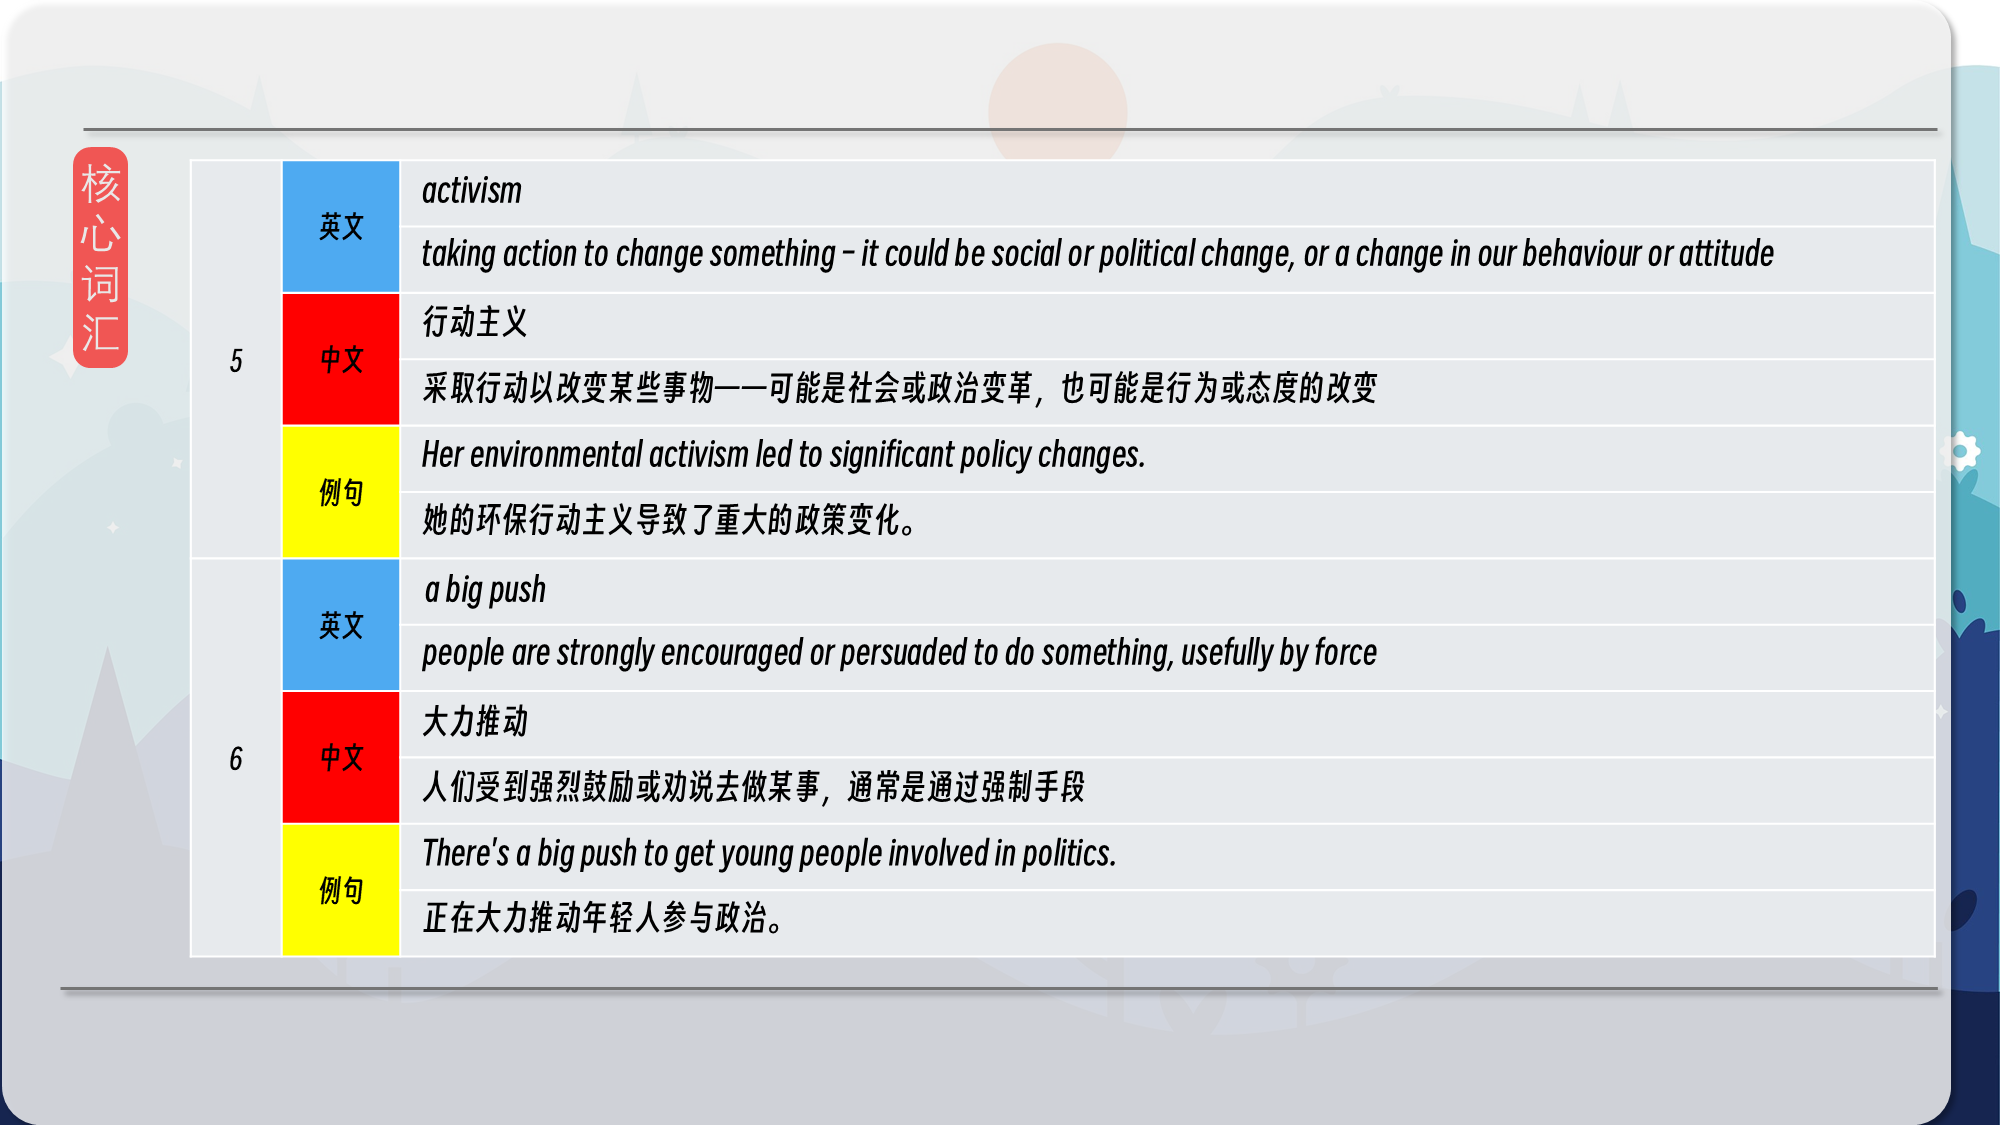 核心词汇
5
英文
activism
taking action to change something – it could be social or political change, or a change in our behaviour or attitude
中文
行动主义
采取行动以改变某些事物——可能是社会或政治变革，也可能是行为或态度的改变
例句
Her environmental activism led to significant policy changes.
她的环保行动主义导致了重大的政策变化。
6
英文
a big push
people are strongly encouraged or persuaded to do something, usefully by force
中文
大力推动
人们受到强烈鼓励或劝说去做某事，通常是通过强制手段
例句
There's a big push to get young people involved in politics.
正在大力推动年轻人参与政治。